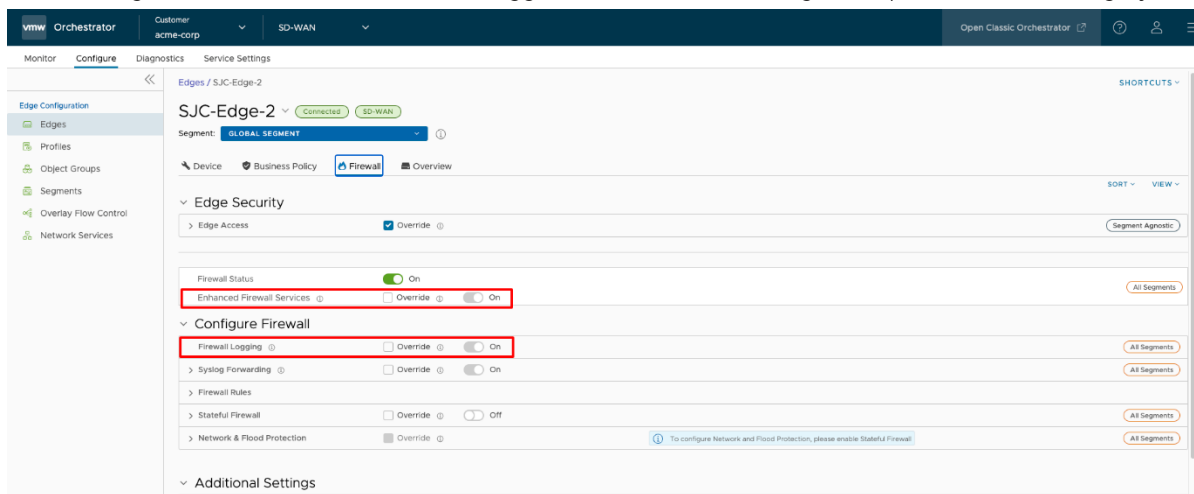 vmw Orchestrator Customer acme-corp SD-WAN Open Classic Orchestrator
Monitor Configure Diagnostics Service Settings
Edges / SJC-Edge-2 SHORTCUTS
Edge Configuration
Edges
Profiles
Object Groups
Segments
Overlay Flow Control
Network Services
SJC-Edge-2 Connected SD-WAN
Segment: GLOBAL SEGMENT
Device Business Policy Firewall Overview
SORT VIEW
Edge Security
Edge Access Override Segment Agnostic
Firewall Status On
All Segments
Enhanced Firewall Services Override On
Configure Firewall
Firewall Logging Override On All Segments
Syslog Forwarding Override On All Segments
Firewall Rules
Stateful Firewall Override Off All Segments
Network & Flood Protection Override To configure Network and Flood Protection, please enable Stateful Firewall All Segments
Additional Settings